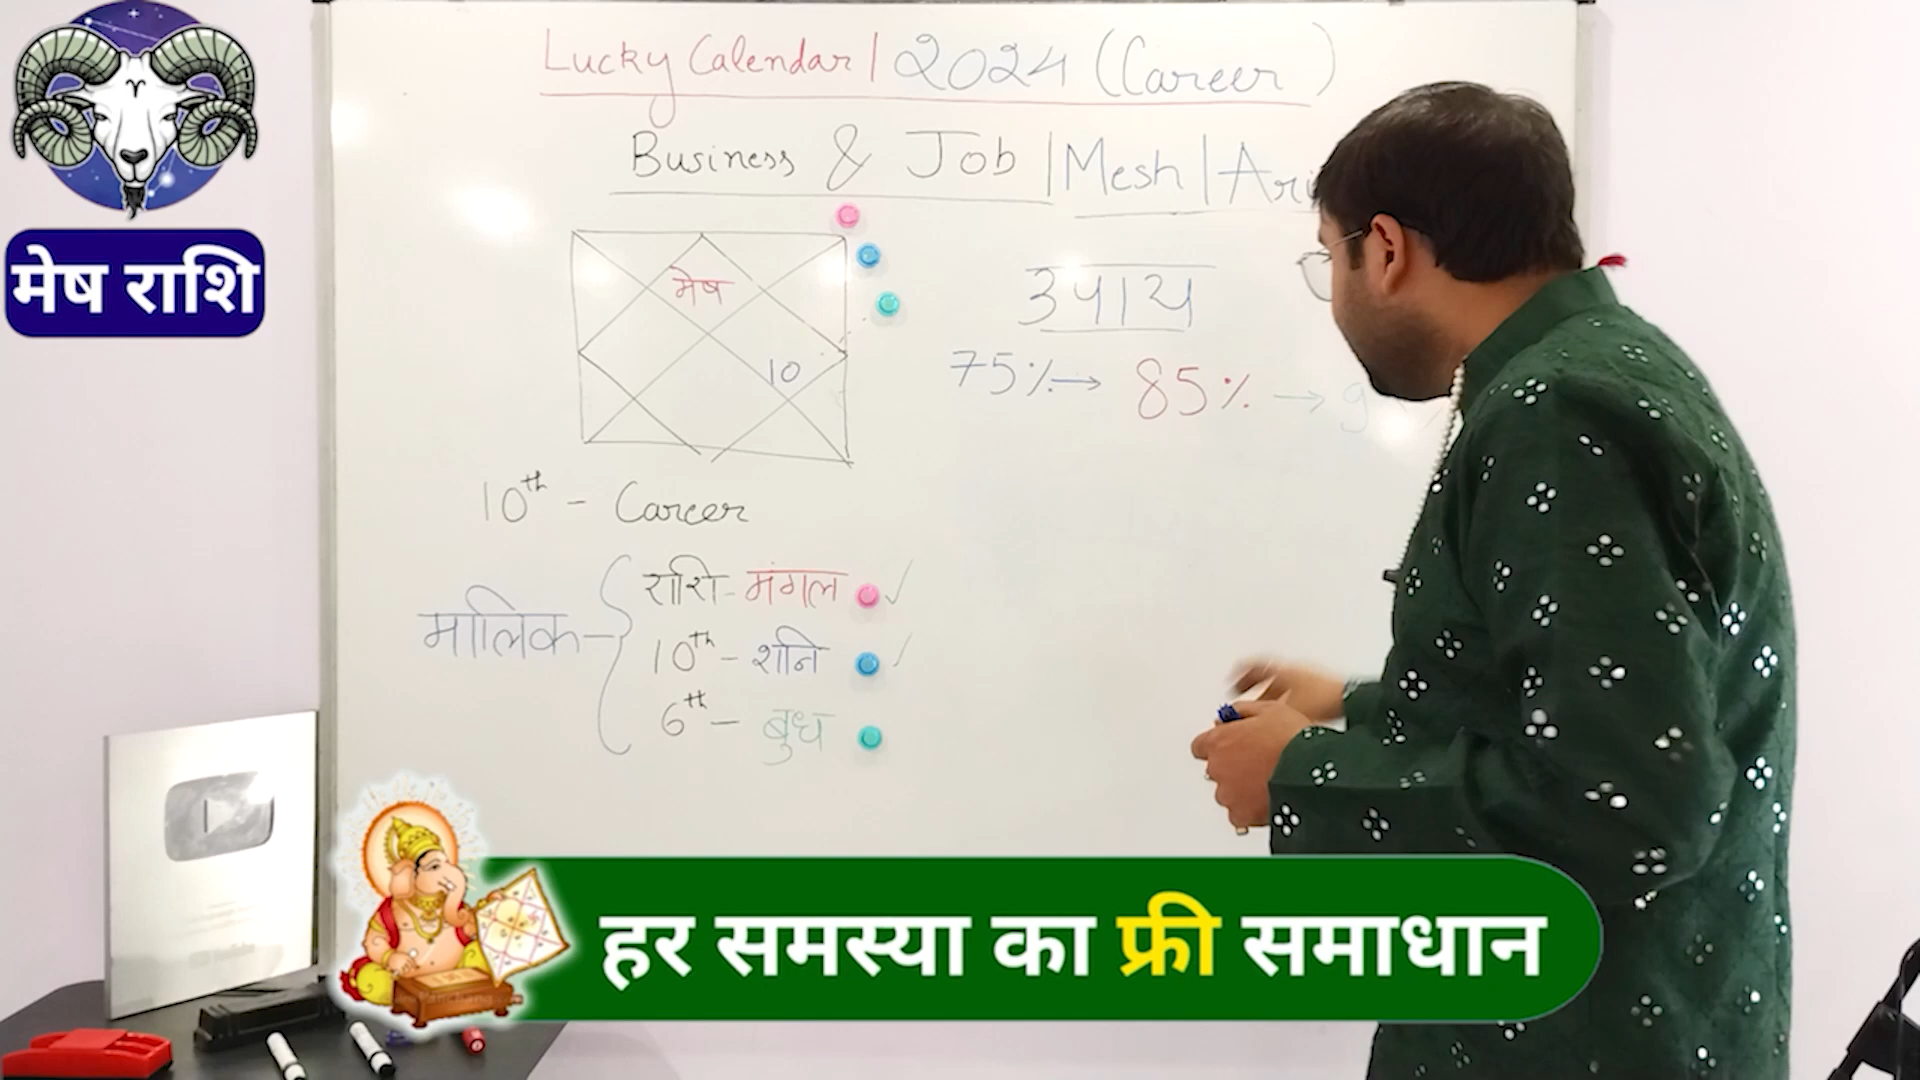 Lucky Calendar | 2024 (Career)
Business & Job | Mesh |
मेष राशि
मेष
10
उपाय
75% → 85% →
10th - Career
मालिक -
राशि - मंगल ✓
10th - शनि ✓
6th - बुध
हर समस्या का फ्री समाधान